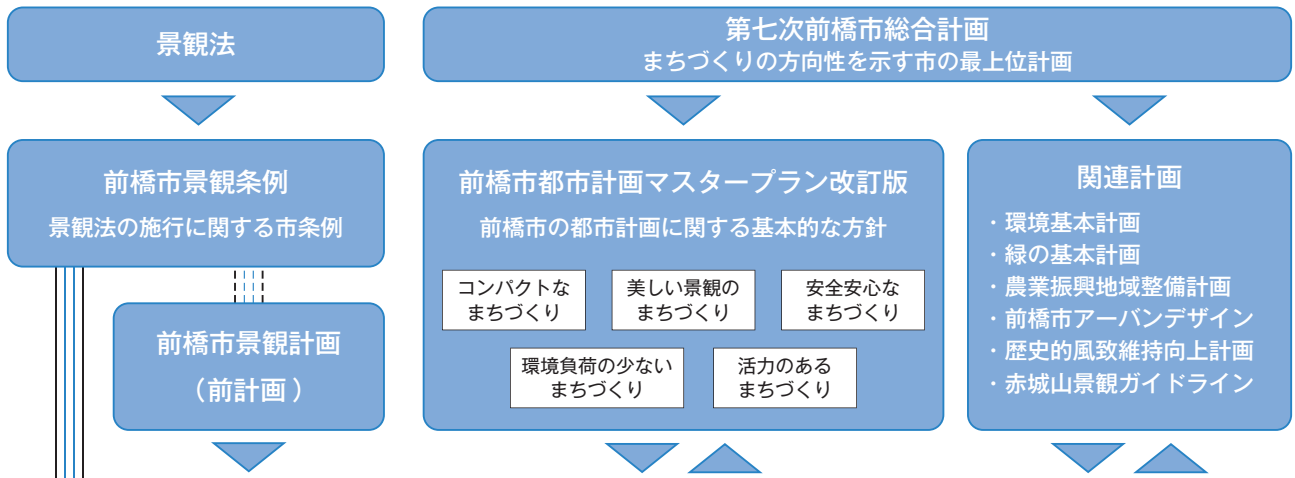 景観法
第七次前橋市総合計画
まちづくりの方向性を示す市の最上位計画
前橋市景観条例
景観法の施行に関する市条例
前橋市景観計画
（前計画）
前橋市都市計画マスタープラン改訂版
前橋市の都市計画に関する基本的な方針
コンパクトな
まちづくり
美しい景観の
まちづくり
安全安心な
まちづくり
環境負荷の少ない
まちづくり
活力のある
まちづくり
関連計画
・環境基本計画
・緑の基本計画
・農業振興地域整備計画
・前橋市アーバンデザイン
・歴史的風致維持向上計画
・赤城山景観ガイドライン